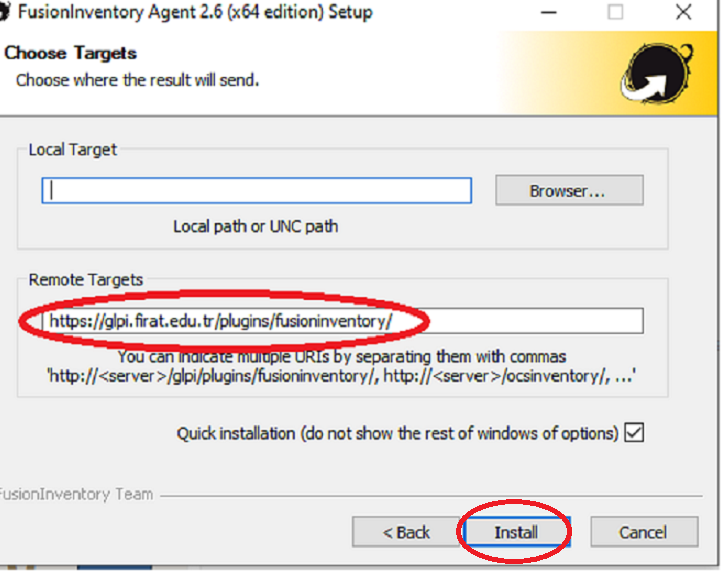 FusionInventory Agent 2.6 (x64 edition) Setup
Choose Targets
Choose where the result will send.
Local Target
Browser...
Local path or UNC path
Remote Targets
https://glpi.firat.edu.tr/plugins/fusioninventory/
You can indicate multiple URIs by separating them with commas
'http://<server>/glpi/plugins/fusioninventory/, http://<server>/ocsinventory/, ...'
Quick installation (do not show the rest of windows of options)
FusionInventory Team
< Back
Install
Cancel